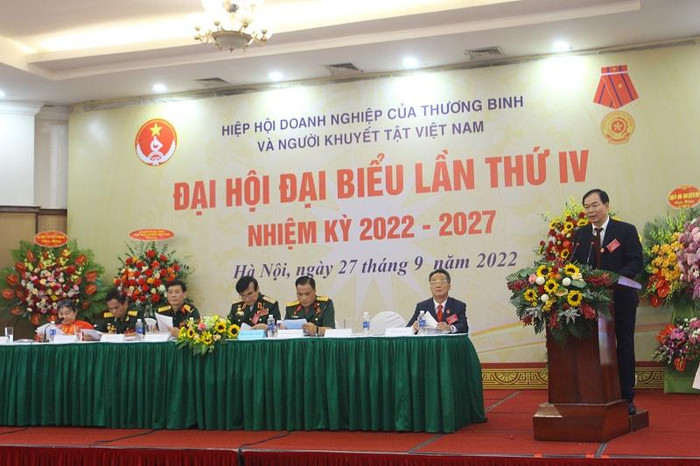 HIỆP HỘI DOANH NGHIỆP CỦA THƯƠNG BINH
VÀ NGƯỜI KHUYẾT TẬT VIỆT NAM
ĐẠI HỘI ĐẠI BIỂU LẦN THỨ IV
NHIỆM KỲ 2022 - 2027
Hà Nội, ngày 27 tháng 9 năm 2022